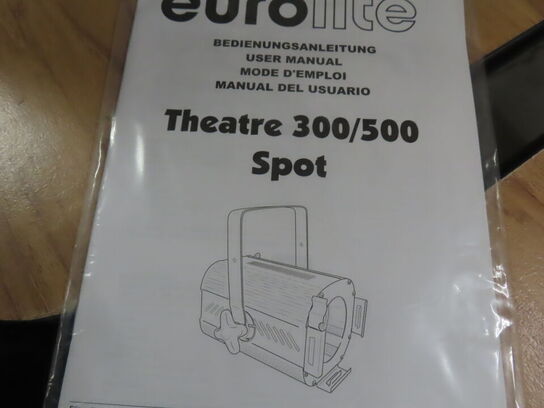 eurolite
BEDIENUNGSANLEITUNG
USER MANUAL
MODE D'EMPLOI
MANUAL DEL USUARIO
Theatre 300/500
Spot